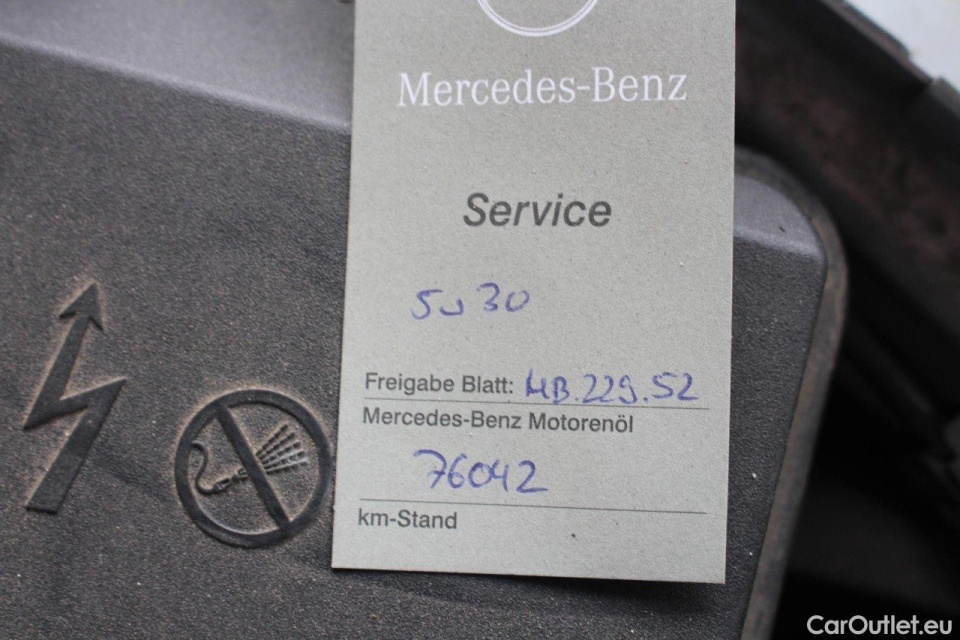 Mercedes-Benz
Service
5w30
Freigabe Blatt: MB.229.52
Mercedes-Benz Motorenöl
76042
km-Stand
CarOutlet.eu